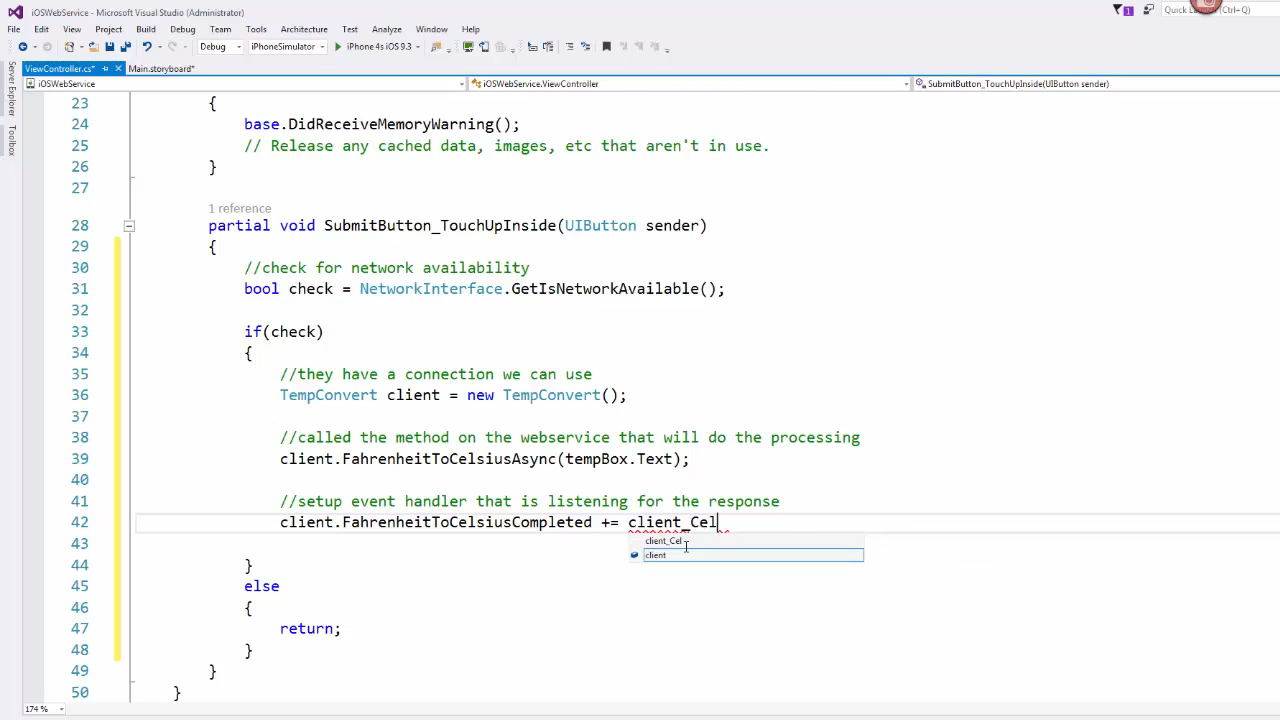 iOSWebService - Microsoft Visual Studio (Administrator)
1
File Edit View Project Build Debug Team Tools Architecture Test Analyze Window Help
Debug iPhoneSimulator iPhone 4s iOS 9.3
ViewController.cs* Main.storyboard*
iOSWebService iOSWebService.ViewController SubmitButton_TouchUpInside(UIButton sender)
Server Explorer
Toolbox
23 {
24 base.DidReceiveMemoryWarning();
25 // Release any cached data, images, etc that aren't in use.
26 }
27
1 reference
28 partial void SubmitButton_TouchUpInside(UIButton sender)
29 {
30 //check for network availability
31 bool check = NetworkInterface.GetIsNetworkAvailable();
32
33 if(check)
34 {
35 //they have a connection we can use
36 TempConvert client = new TempConvert();
37
38 //called the method on the webservice that will do the processing
39 client.FahrenheitToCelsiusAsync(tempBox.Text);
40
41 //setup event handler that is listening for the response
42 client.FahrenheitToCelsiusCompleted += client_Cel
client_Cel
client
43
44 }
45 else
46 {
47 return;
48 }
49 }
50 }
174 %